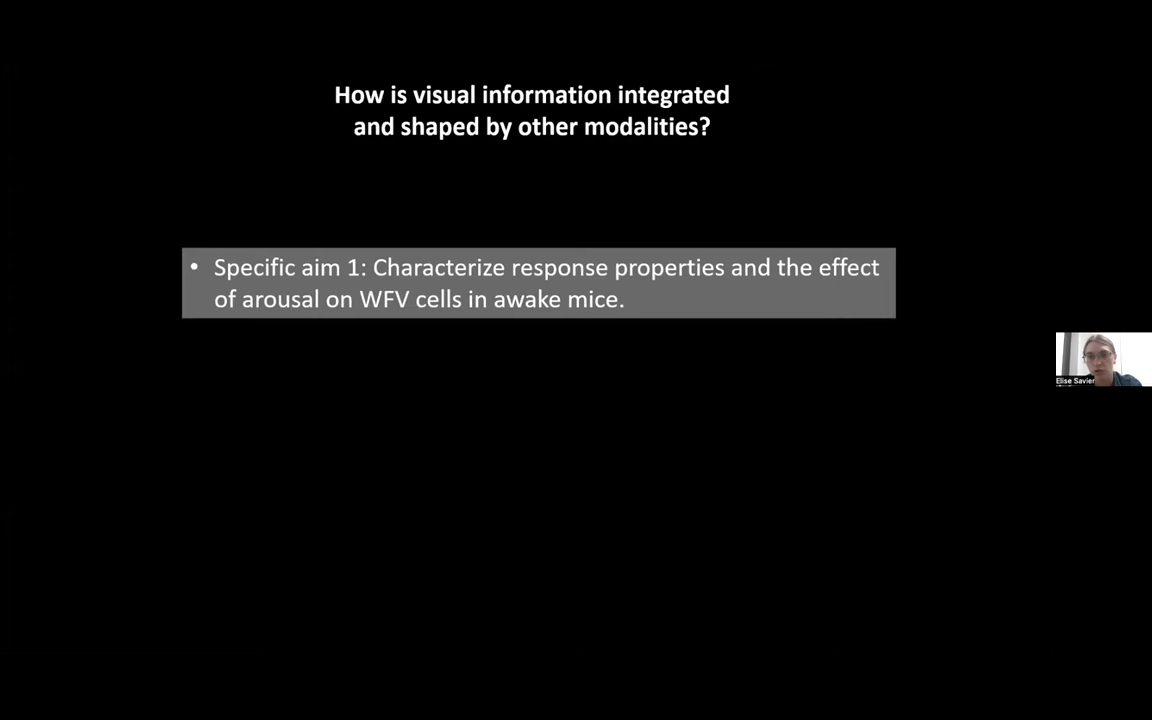 How is visual information integrated
and shaped by other modalities?
• Specific aim 1: Characterize response properties and the effect
of arousal on WFV cells in awake mice.
Elise Savier